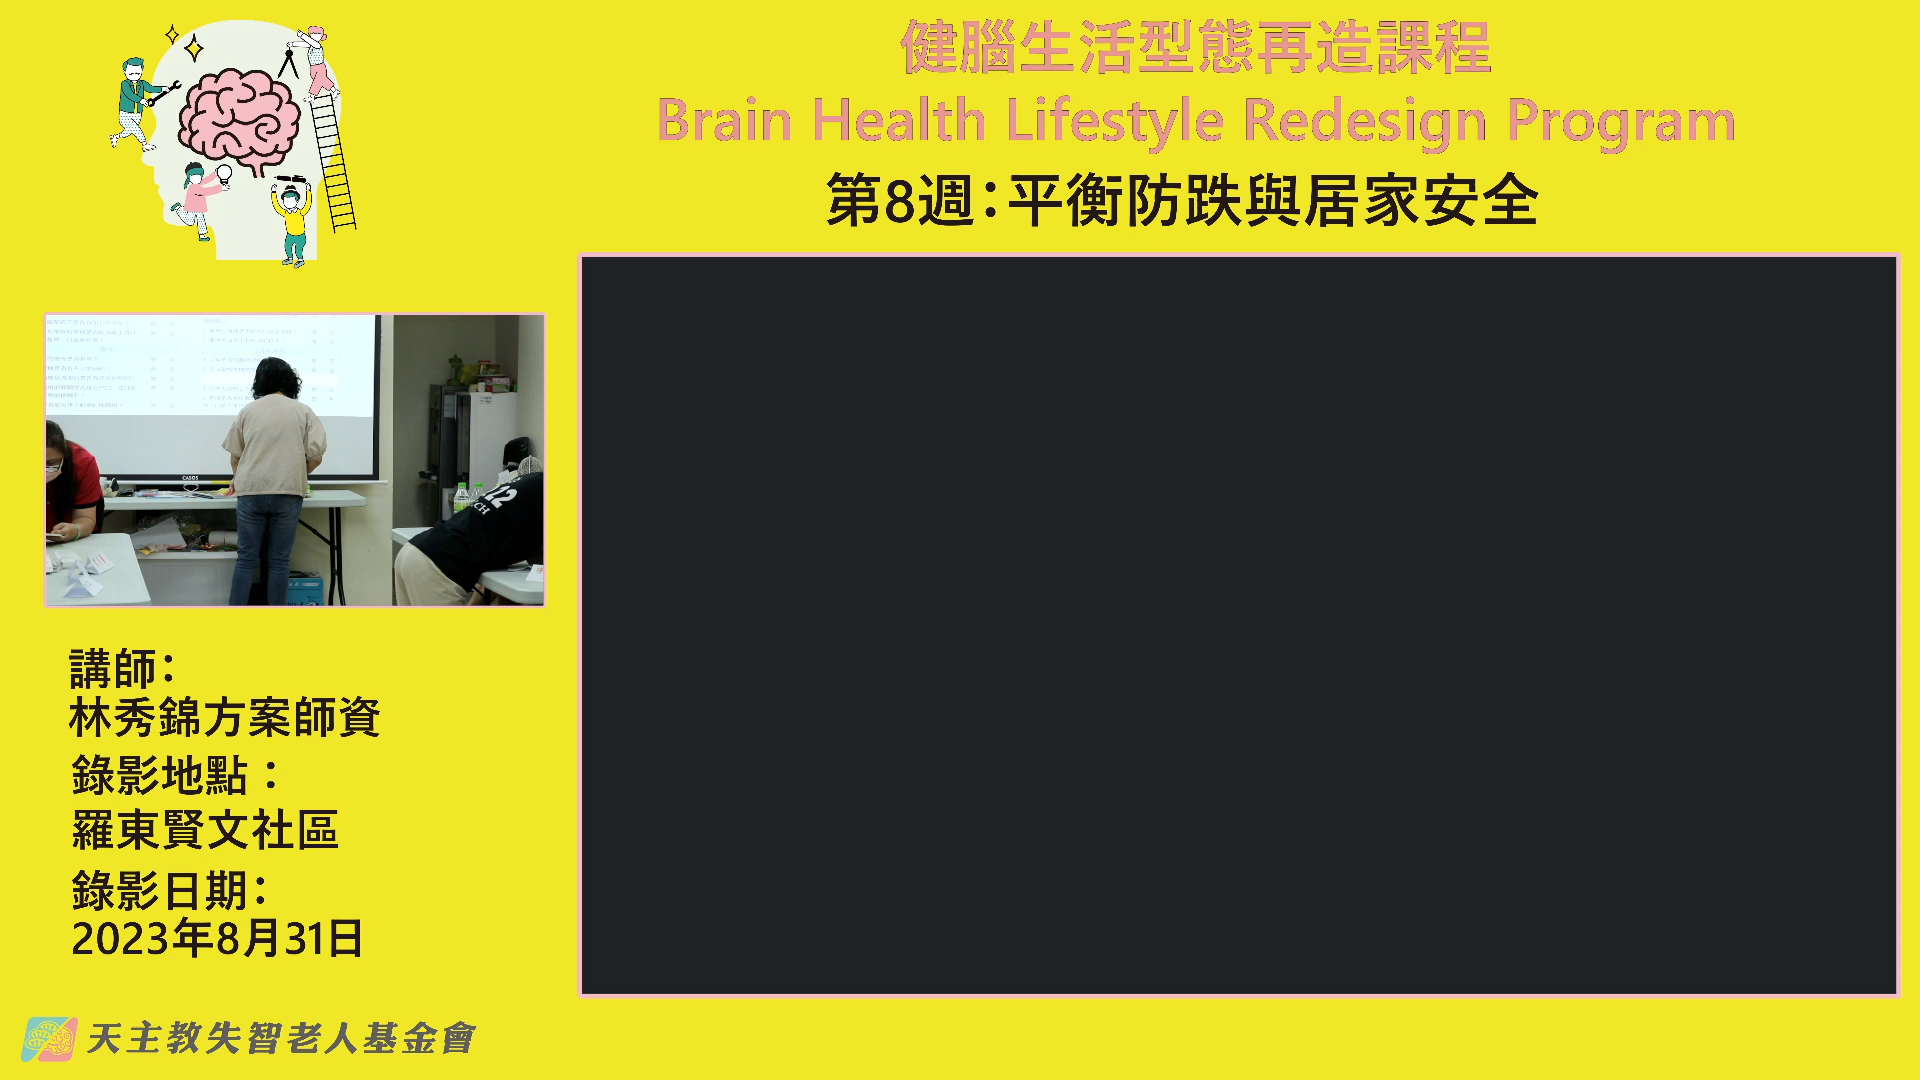 健腦生活型態再造課程
Brain Health Lifestyle Redesign Program
第8週：平衡防跌與居家安全
CASOS
12
CH
講師：
林秀錦方案師資
錄影地點：
羅東賢文社區
錄影日期：
2023年8月31日
天主教失智老人基金會